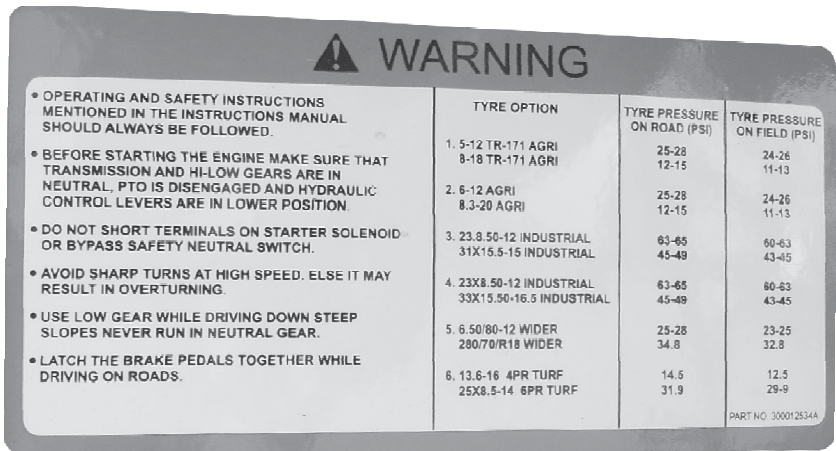 WARNING
• OPERATING AND SAFETY INSTRUCTIONS
MENTIONED IN THE INSTRUCTIONS MANUAL
SHOULD ALWAYS BE FOLLOWED.
• BEFORE STARTING THE ENGINE MAKE SURE THAT
TRANSMISSION AND HI-LOW GEARS ARE IN
NEUTRAL, PTO IS DISENGAGED AND HYDRAULIC
CONTROL LEVERS ARE IN LOWER POSITION.
• DO NOT SHORT TERMINALS ON STARTER SOLENOID
OR BYPASS SAFETY NEUTRAL SWITCH.
• AVOID SHARP TURNS AT HIGH SPEED. ELSE IT MAY
RESULT IN OVERTURNING.
• USE LOW GEAR WHILE DRIVING DOWN STEEP
SLOPES NEVER RUN IN NEUTRAL GEAR.
• LATCH THE BRAKE PEDALS TOGETHER WHILE
DRIVING ON ROADS.
TYRE OPTION TYRE PRESSURE ON ROAD (PSI) TYRE PRESSURE ON FIELD (PSI)
1. 5-12 TR-171 AGRI 25-28 24-26
8-18 TR-171 AGRI 12-15 11-13
2. 6-12 AGRI 25-28 24-26
8.3-20 AGRI 12-15 11-13
3. 23.8.50-12 INDUSTRIAL 63-65 60-63
31X15.5-15 INDUSTRIAL 45-49 43-45
4. 23X8.50-12 INDUSTRIAL 63-65 60-63
33X15.50-16.5 INDUSTRIAL 45-49 43-45
5. 6.50/80-12 WIDER 25-28 23-25
280/70/R18 WIDER 34.8 32.8
6. 13.6-16 4PR TURF 14.5 12.5
25X8.5-14 6PR TURF 31.9 29-9
PART NO. 300012534A